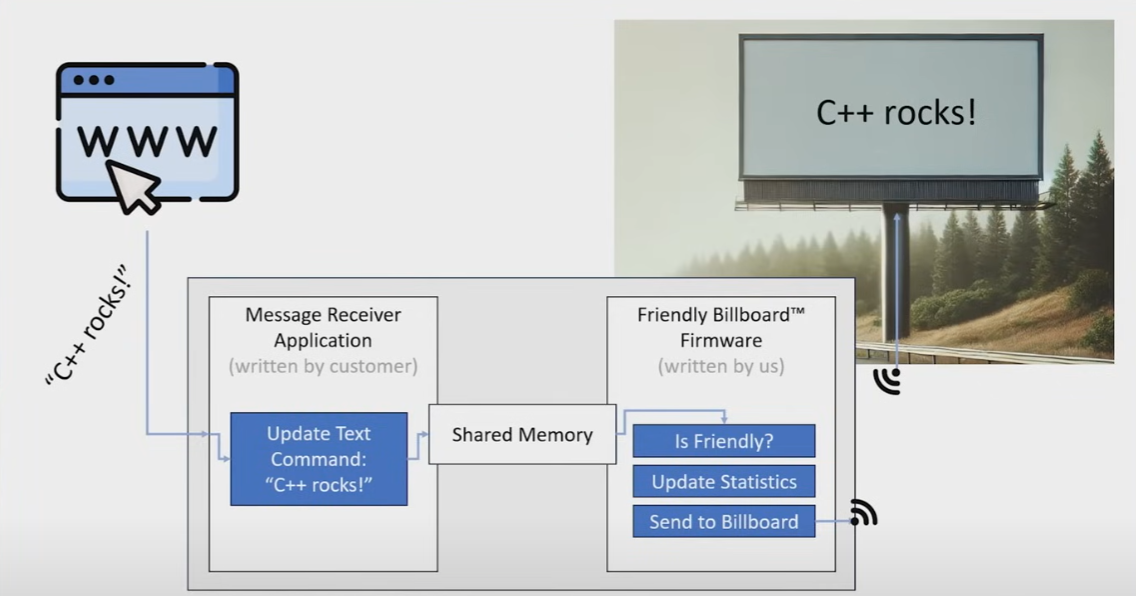 WWW
C++ rocks!
"C++ rocks!"
Message Receiver
Application
(written by customer)
Update Text
Command:
“C++ rocks!”
Shared Memory
Friendly Billboard™
Firmware
(written by us)
Is Friendly?
Update Statistics
Send to Billboard